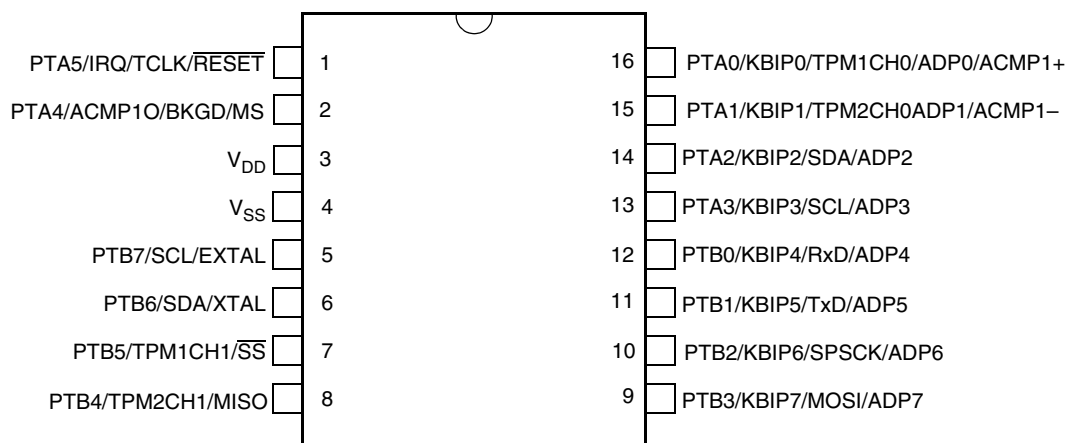 PTA5/IRQ/TCLK/RESET 1 16 PTA0/KBIP0/TPM1CH0/ADP0/ACMP1+
PTA4/ACMP1O/BKGD/MS 2 15 PTA1/KBIP1/TPM2CH0ADP1/ACMP1–
VDD 3 14 PTA2/KBIP2/SDA/ADP2
VSS 4 13 PTA3/KBIP3/SCL/ADP3
PTB7/SCL/EXTAL 5 12 PTB0/KBIP4/RxD/ADP4
PTB6/SDA/XTAL 6 11 PTB1/KBIP5/TxD/ADP5
PTB5/TPM1CH1/SS 7 10 PTB2/KBIP6/SPSCK/ADP6
PTB4/TPM2CH1/MISO 8 9 PTB3/KBIP7/MOSI/ADP7